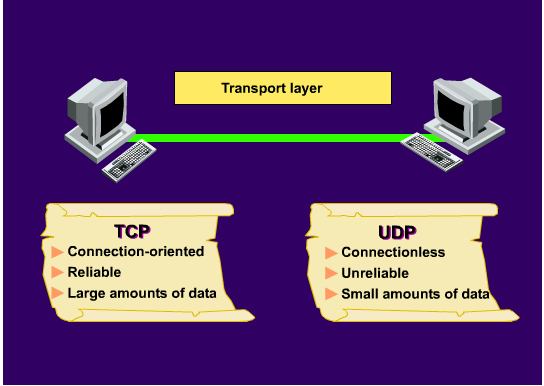 Transport layer
TCP
Connection-oriented
Reliable
Large amounts of data
UDP
Connectionless
Unreliable
Small amounts of data